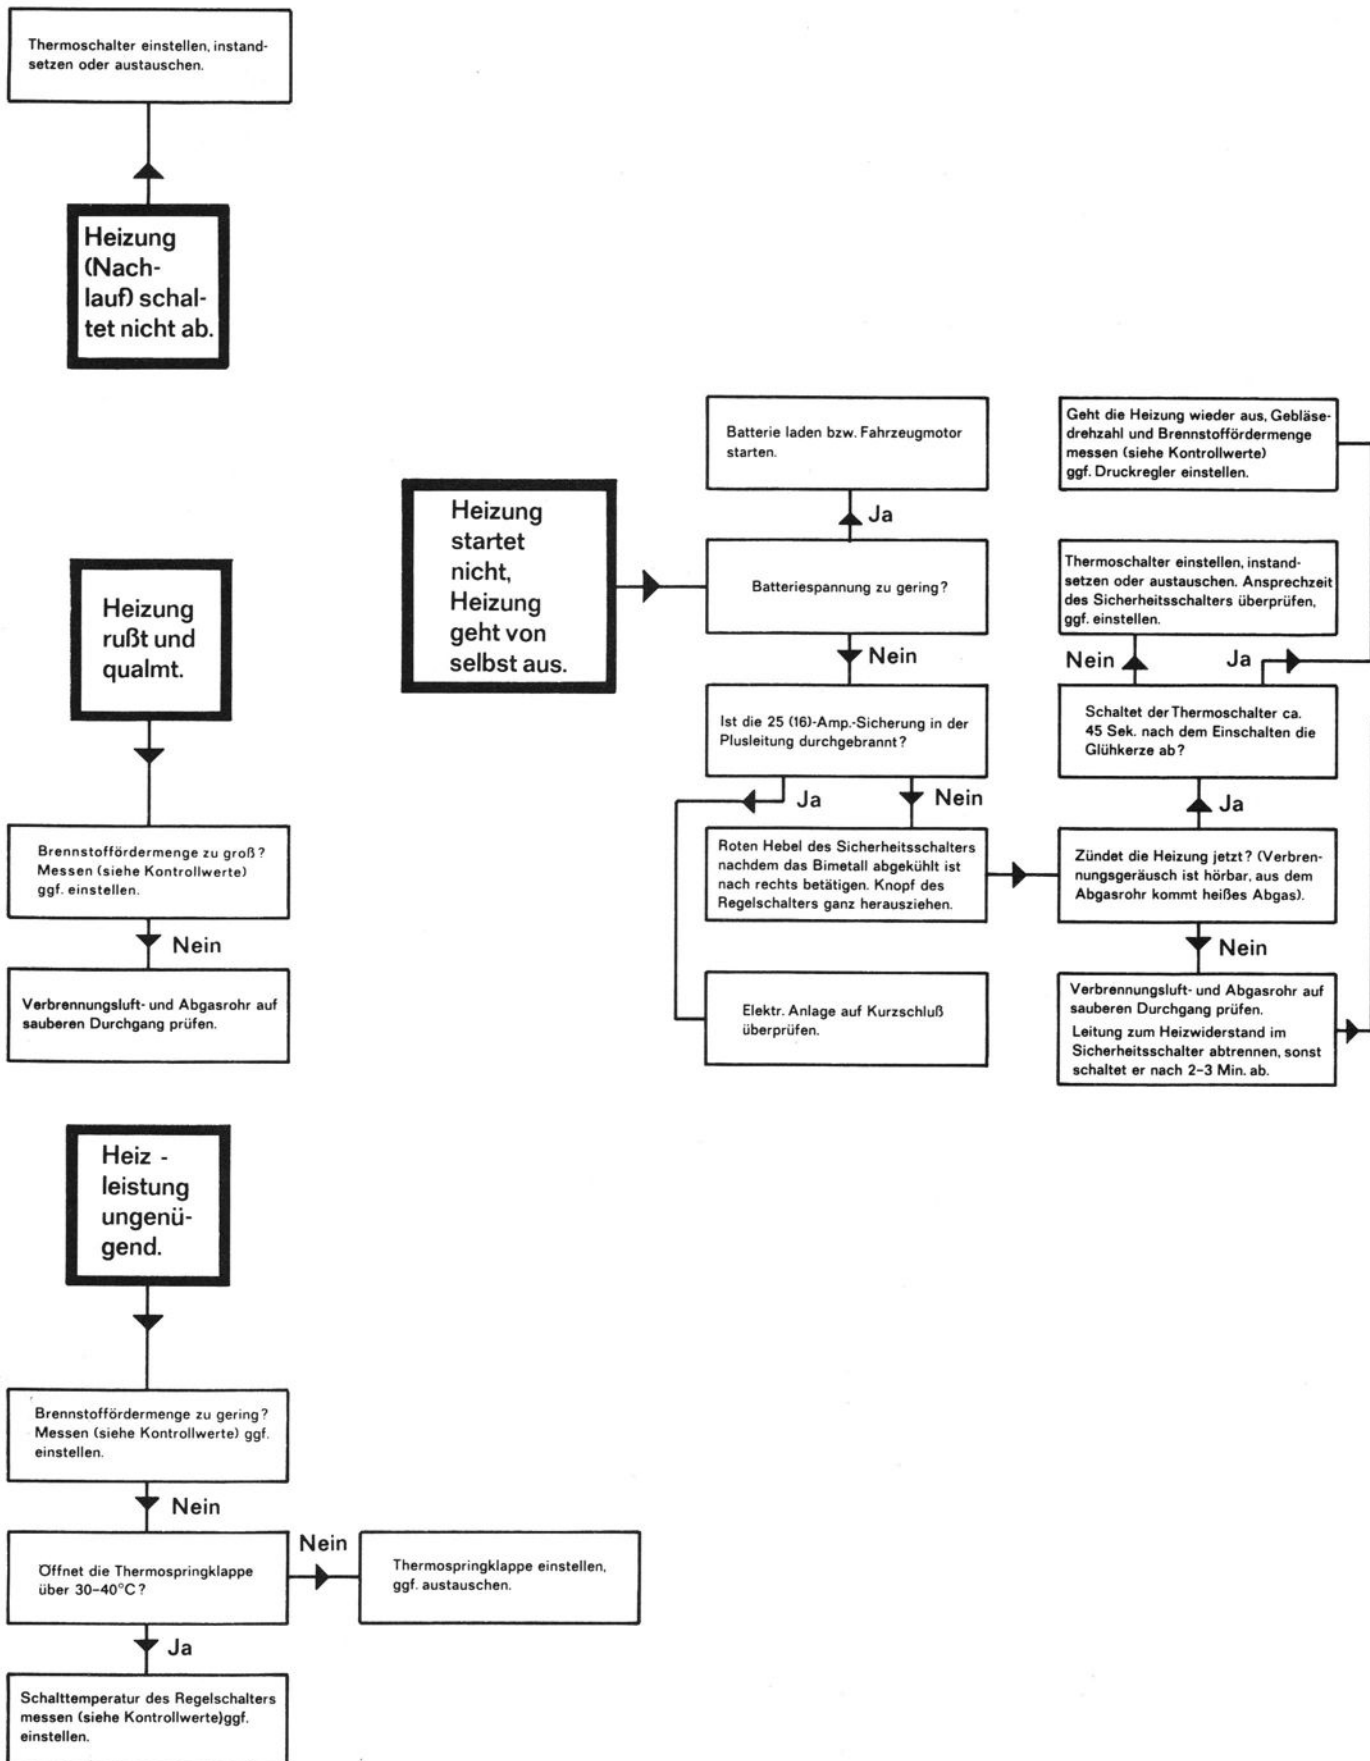 Thermoschalter einstellen, instand-
setzen oder austauschen.
Heizung
(Nach-
lauf) schal-
tet nicht ab.
Heizung
rußt und
qualmt.
Brennstoffördermenge zu groß?
Messen (siehe Kontrollwerte)
ggf. einstellen.
Nein
Verbrennungsluft- und Abgasrohr auf
sauberen Durchgang prüfen.
Heiz -
leistung
ungenü-
gend.
Brennstoffördermenge zu gering?
Messen (siehe Kontrollwerte) ggf.
einstellen.
Nein
Öffnet die Thermospringklappe
über 30-40°C?
Nein
Thermospringklappe einstellen,
ggf. austauschen.
Ja
Schalttemperatur des Regelschalters
messen (siehe Kontrollwerte)ggf.
einstellen.
Heizung
startet
nicht,
Heizung
geht von
selbst aus.
Batterie laden bzw. Fahrzeugmotor
starten.
Ja
Batteriespannung zu gering?
Nein
Ist die 25 (16)-Amp.-Sicherung in der
Plusleitung durchgebrannt?
Ja
Nein
Roten Hebel des Sicherheitsschalters
nachdem das Bimetall abgekühlt ist
nach rechts betätigen. Knopf des
Regelschalters ganz herausziehen.
Elektr. Anlage auf Kurzschluß
überprüfen.
Geht die Heizung wieder aus, Gebläse-
drehzahl und Brennstoffördermenge
messen (siehe Kontrollwerte)
ggf. Druckregler einstellen.
Thermoschalter einstellen, instand-
setzen oder austauschen. Ansprechzeit
des Sicherheitsschalters überprüfen,
ggf. einstellen.
Nein
Ja
Schaltet der Thermoschalter ca.
45 Sek. nach dem Einschalten die
Glühkerze ab?
Ja
Zündet die Heizung jetzt? (Verbren-
nungsgeräusch ist hörbar, aus dem
Abgasrohr kommt heißes Abgas).
Nein
Verbrennungsluft- und Abgasrohr auf
sauberen Durchgang prüfen.
Leitung zum Heizwiderstand im
Sicherheitsschalter abtrennen, sonst
schaltet er nach 2-3 Min. ab.